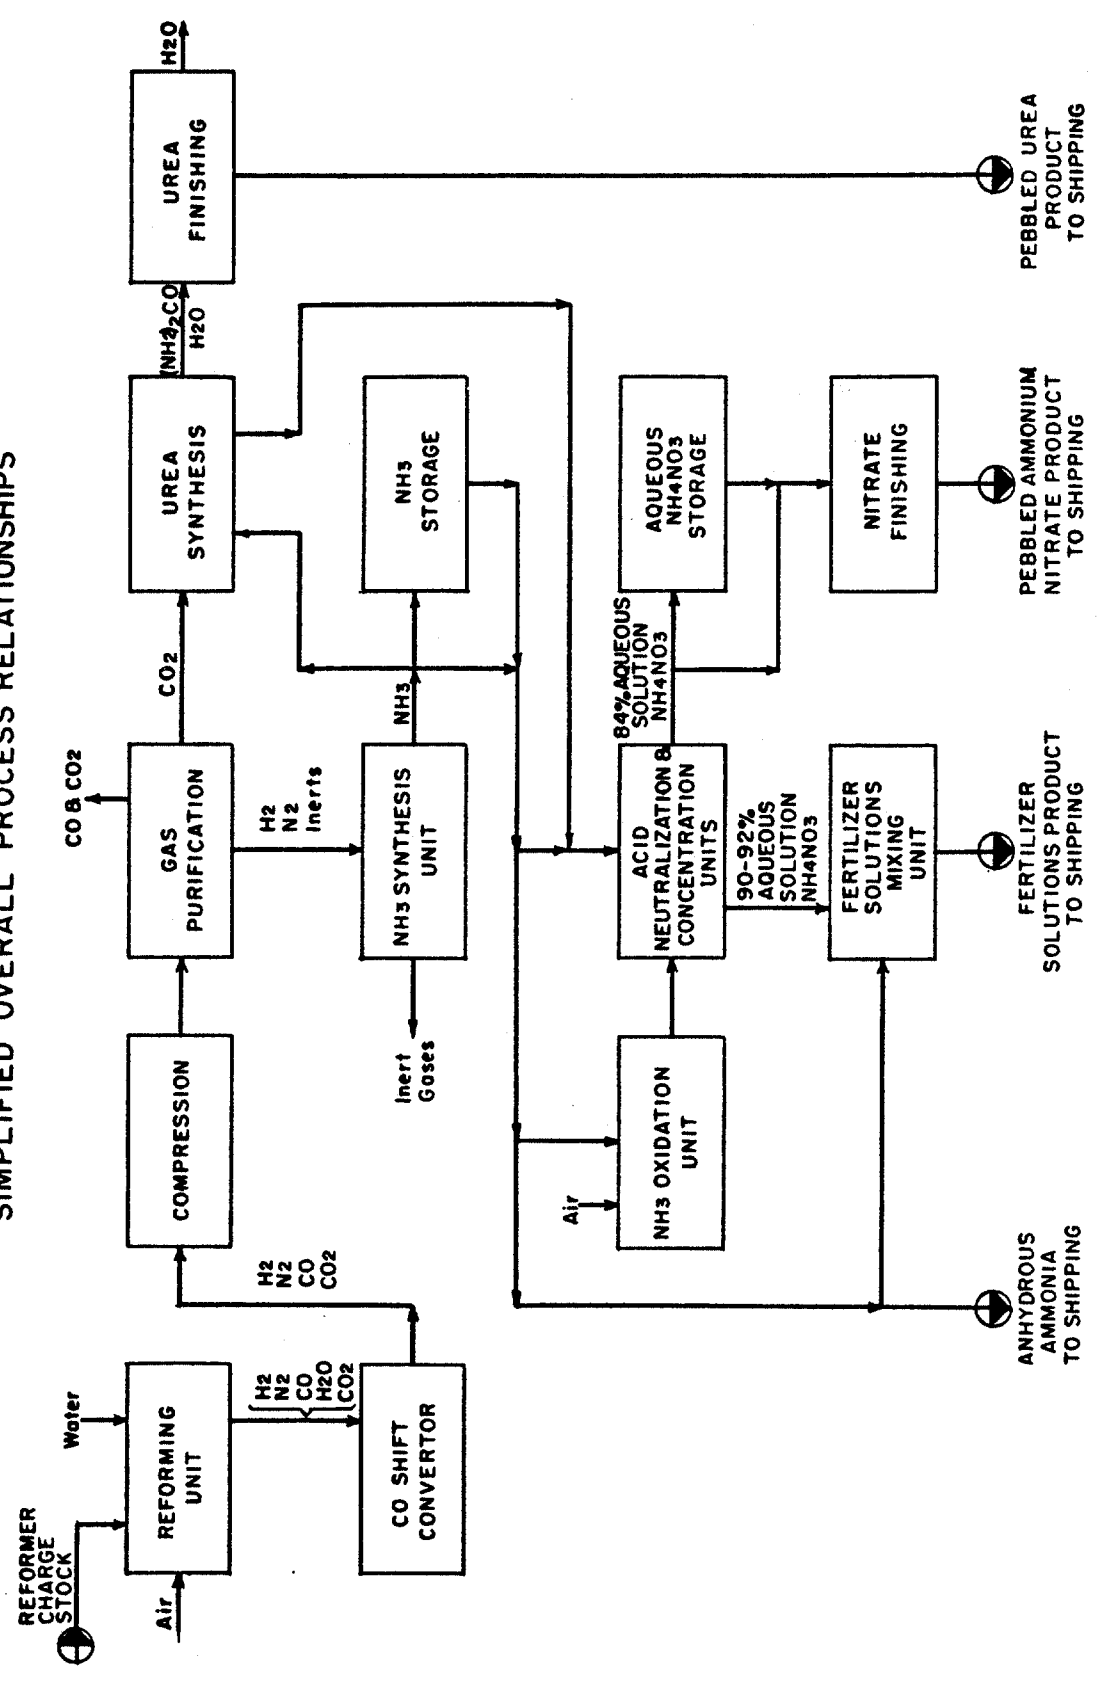 SIMPLIFIED OVERALL PROCESS RELATIONSHIPS
REFORMER
CHARGE
STOCK
Water
Air
REFORMING
UNIT
H2
N2
CO
H2O
CO2
CO SHIFT
CONVERTOR
H2
N2
CO
CO2
COMPRESSION
CO & CO2
GAS
PURIFICATION
CO2
H2
N2
Inerts
NH3 SYNTHESIS
UNIT
Inert
Gases
NH3
UREA
SYNTHESIS
(NH2)2CO
H2O
UREA
FINISHING
H2O
NH3
STORAGE
Air
NH3 OXIDATION
UNIT
ACID
NEUTRALIZATION &
CONCENTRATION
UNITS
84% AQUEOUS
SOLUTION
NH4NO3
AQUEOUS
NH4NO3
STORAGE
90-92%
AQUEOUS
SOLUTION
NH4NO3
FERTILIZER
SOLUTIONS
MIXING
UNIT
NITRATE
FINISHING
ANHYDROUS
AMMONIA
TO SHIPPING
FERTILIZER
SOLUTIONS PRODUCT
TO SHIPPING
PEBBLED AMMONIUM
NITRATE PRODUCT
TO SHIPPING
PEBBLED UREA
PRODUCT
TO SHIPPING